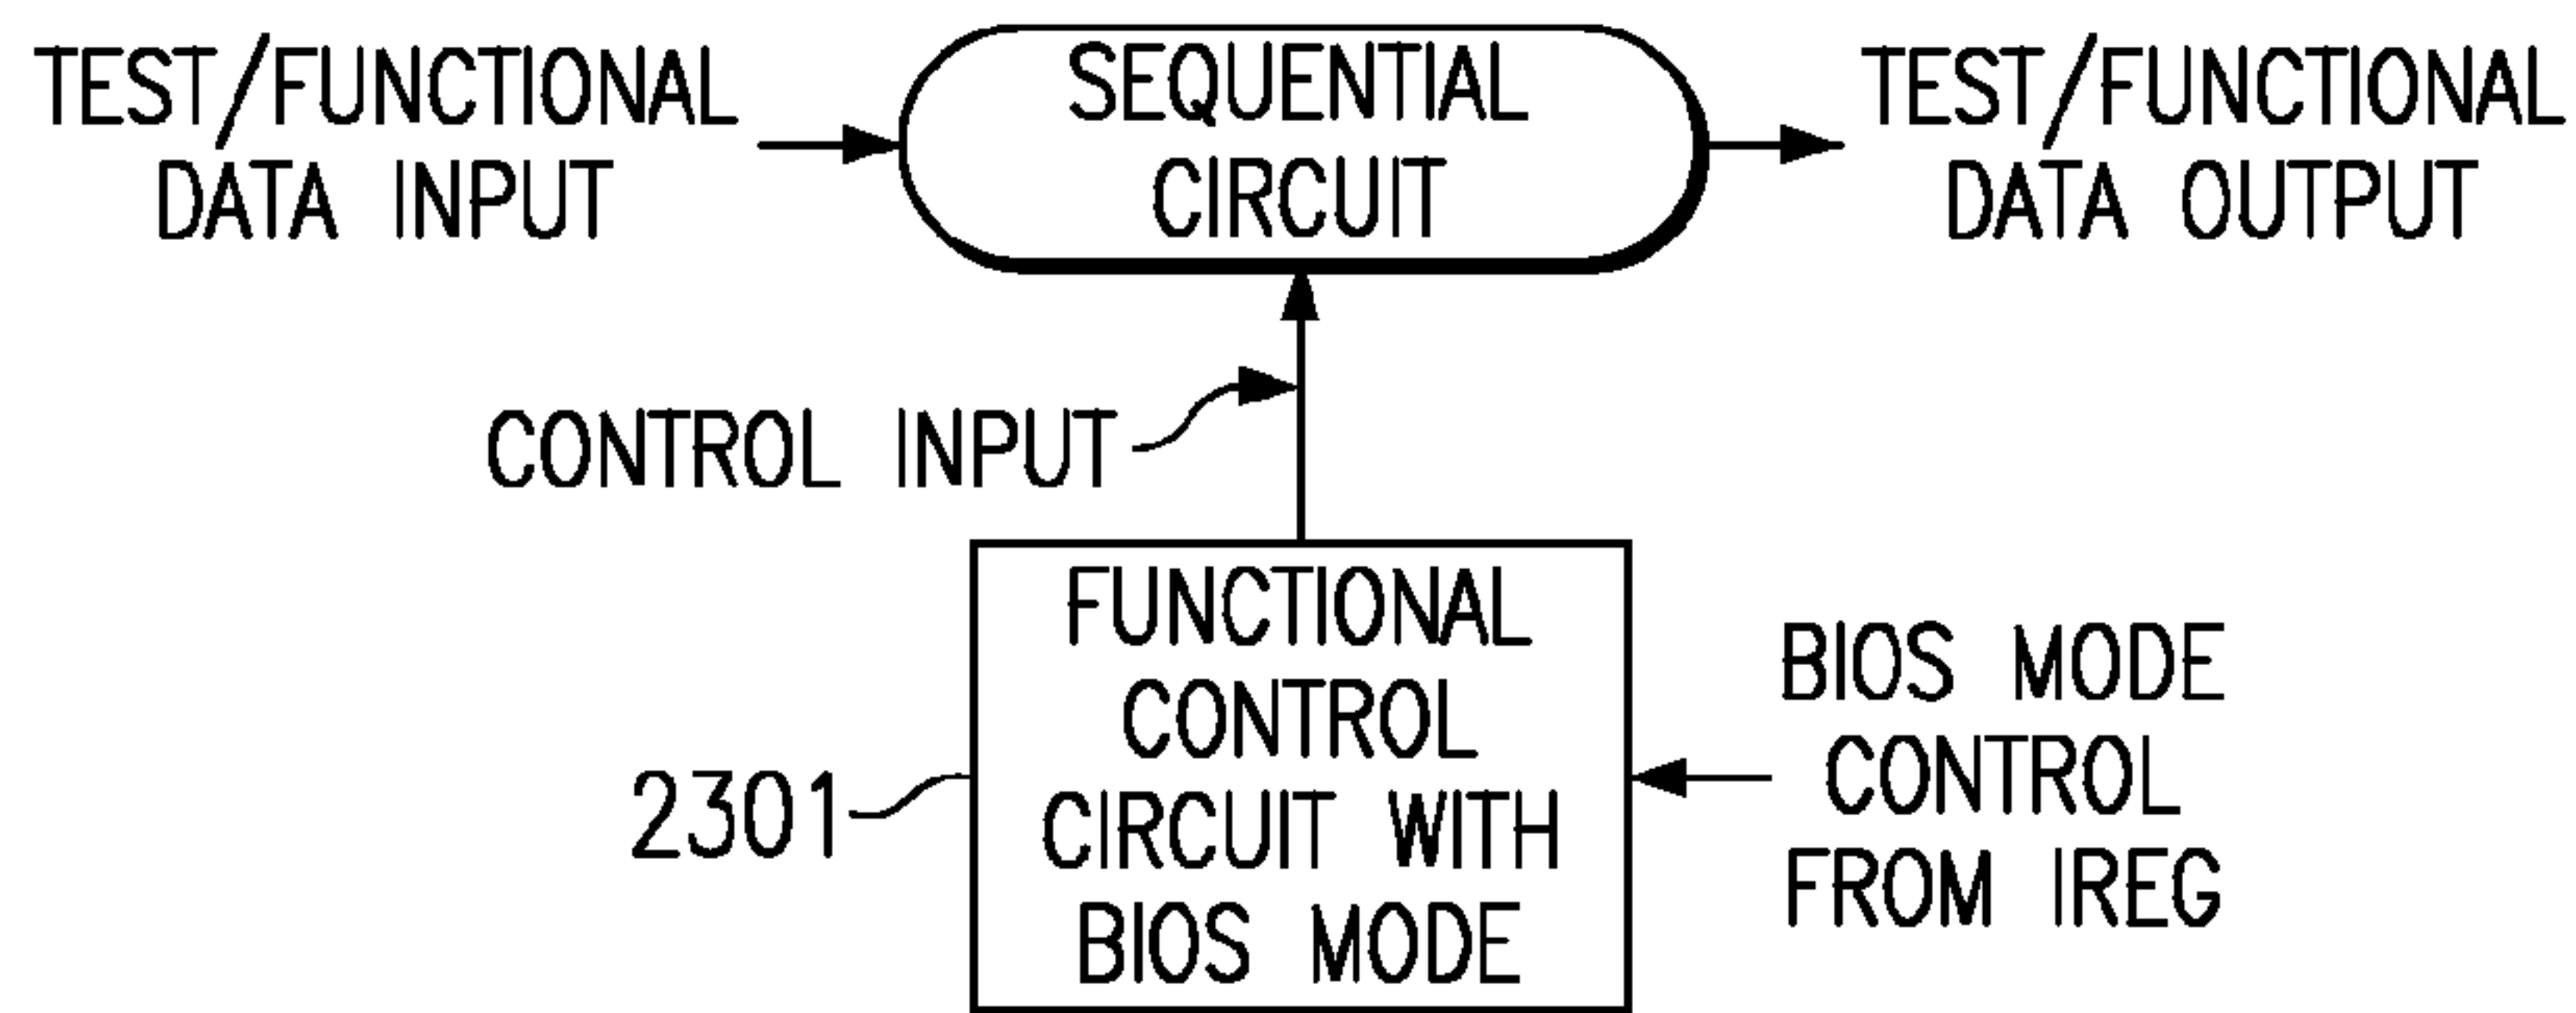 TEST/FUNCTIONAL
DATA INPUT
SEQUENTIAL
CIRCUIT
TEST/FUNCTIONAL
DATA OUTPUT
CONTROL INPUT
FUNCTIONAL
CONTROL
CIRCUIT WITH
BIOS MODE
2301
BIOS MODE
CONTROL
FROM IREG